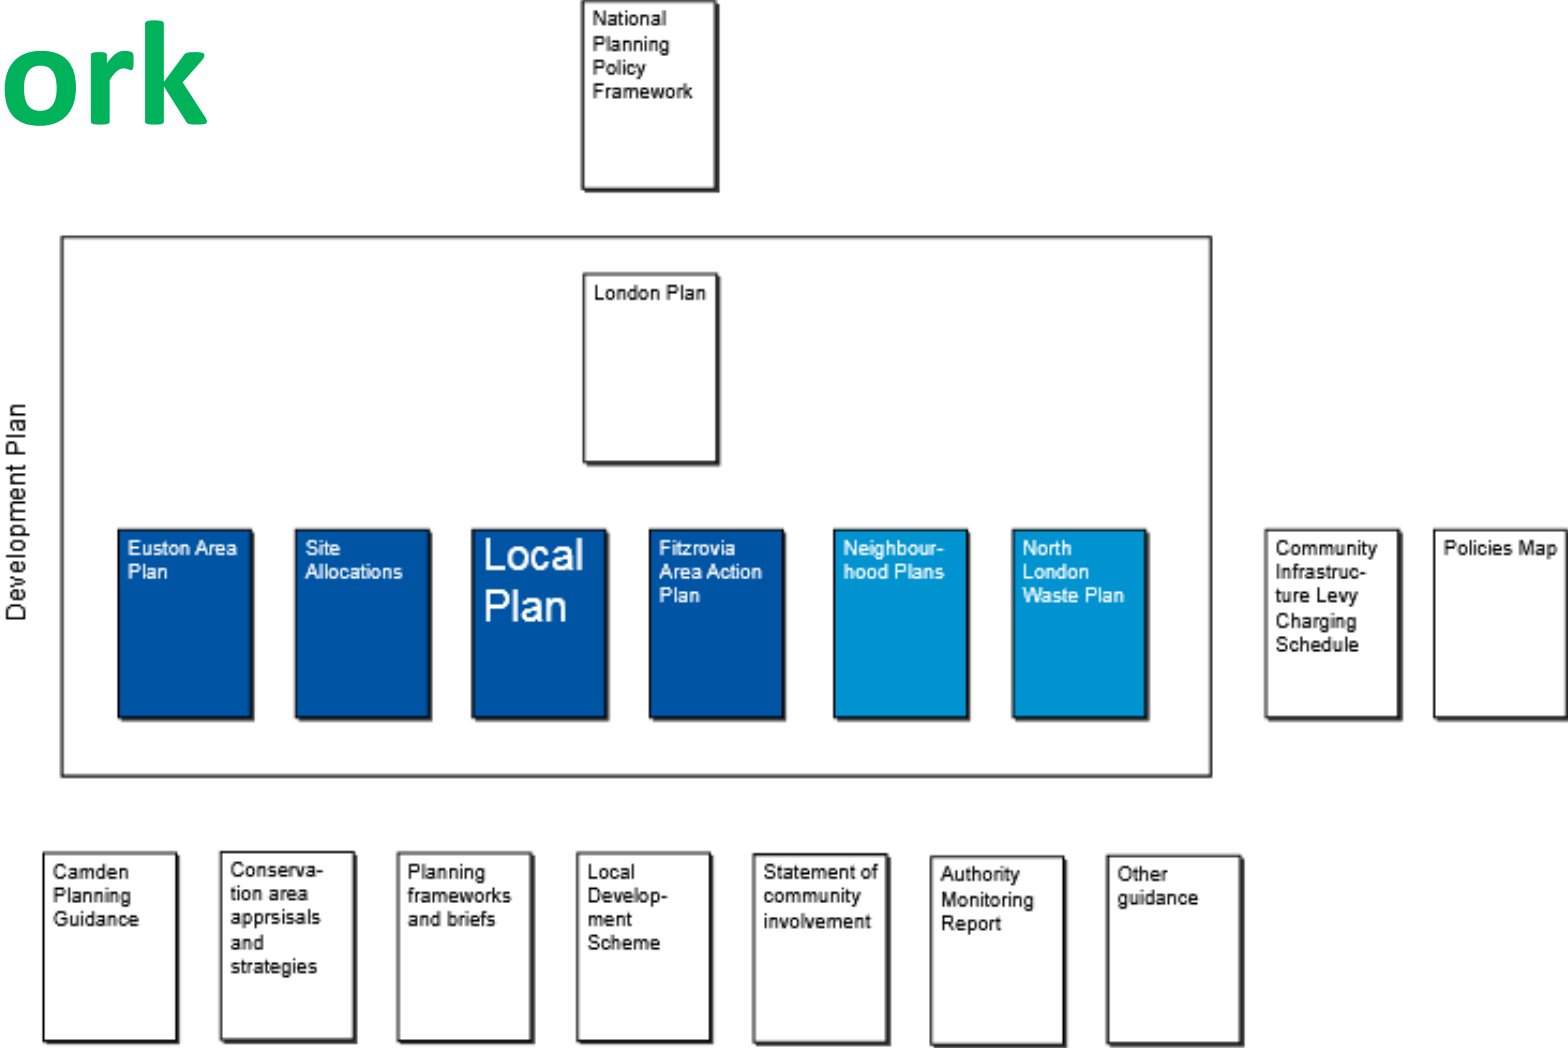 ork
National
Planning
Policy
Framework
Development Plan
London Plan
Euston Area
Plan
Site
Allocations
Local
Plan
Fitzrovia
Area Action
Plan
Neighbour-
hood Plans
North
London
Waste Plan
Community
Infrastruc-
ture Levy
Charging
Schedule
Policies Map
Camden
Planning
Guidance
Conserva-
tion area
apprsisals
and
strategies
Planning
frameworks
and briefs
Local
Develop-
ment
Scheme
Statement of
community
involvement
Authority
Monitoring
Report
Other
guidance